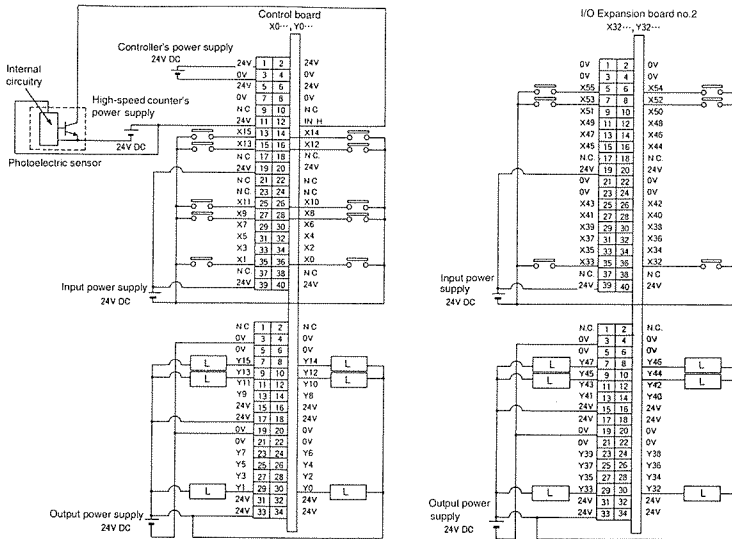 Control board
X0···, Y0···
Controller's power supply
24V DC
Internal
circuitry
High-speed counter's
power supply
24V DC
Photoelectric sensor
24V 1 2 24V
0V 3 4 0V
24V 5 6 24V
0V 7 8 0V
N.C 9 10 N.C
24V 11 12 IN H
X15 13 14 X14
X13 15 16 X12
N.C 17 18 N.C.
24V 19 20 24V
N.C 21 22 N.C
N.C 23 24 N.C
X11 25 26 X10
X9 27 28 X8
X7 29 30 X6
X5 31 32 X4
X3 33 34 X2
X1 35 36 X0
N.C 37 38 N.C
24V 39 40 24V
Input power supply
24V DC
N.C 1 2 N.C
0V 3 4 0V
0V 5 6 0V
L Y15 7 8 Y14 L
L Y13 9 10 Y12 L
Y11 11 12 Y10
Y9 13 14 Y8
24V 15 16 24V
24V 17 18 24V
0V 19 20 0V
0V 21 22 0V
Y7 23 24 Y6
Y5 25 26 Y4
Y3 27 28 Y2
L Y1 29 30 Y0 L
24V 31 32 24V
24V 33 34 24V
Output power supply
24V DC
I/O Expansion board no.2
X32···, Y32···
0V 1 2 0V
0V 3 4 0V
X55 5 6 X54
X53 7 8 X52
X51 9 10 X50
X49 11 12 X48
X47 13 14 X46
X45 15 16 X44
N.C 17 18 N.C.
24V 19 20 24V
0V 21 22 0V
0V 23 24 0V
X43 25 26 X42
X41 27 28 X40
X39 29 30 X38
X37 31 32 X36
X35 33 34 X34
X33 35 36 X32
N.C 37 38 N.C
24V 39 40 24V
Input power
supply
24V DC
N.C. 1 2 N.C.
0V 3 4 0V
0V 5 6 0V
L Y47 7 8 Y46 L
L Y45 9 10 Y44 L
Y43 11 12 Y42
Y41 13 14 Y40
24V 15 16 24V
24V 17 18 24V
0V 19 20 0V
0V 21 22 0V
Y39 23 24 Y38
Y37 25 26 Y36
Y35 27 28 Y34
L Y33 29 30 Y32 L
24V 31 32 24V
24V 33 34 24V
Output power
supply
24V DC